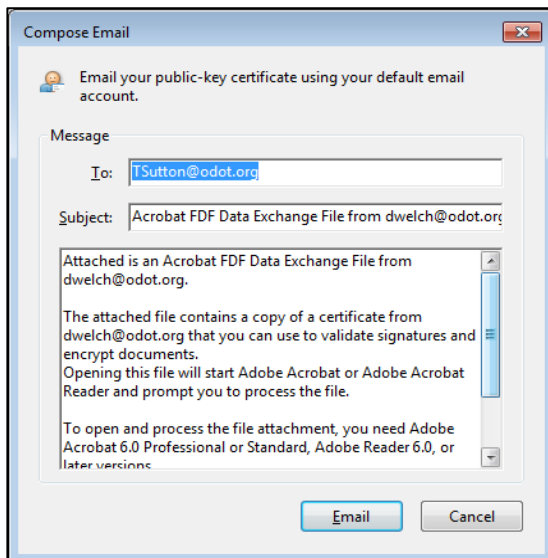 Compose Email
Email your public-key certificate using your default email
account.
Message
To:
TSutton@odot.org
Subject:
Acrobat FDF Data Exchange File from dwelch@odot.org
Attached is an Acrobat FDF Data Exchange File from
dwelch@odot.org.
The attached file contains a copy of a certificate from
dwelch@odot.org that you can use to validate signatures and
encrypt documents.
Opening this file will start Adobe Acrobat or Adobe Acrobat
Reader and prompt you to process the file.
To open and process the file attachment, you need Adobe
Acrobat 6.0 Professional or Standard, Adobe Reader 6.0, or
later versions
Email
Cancel